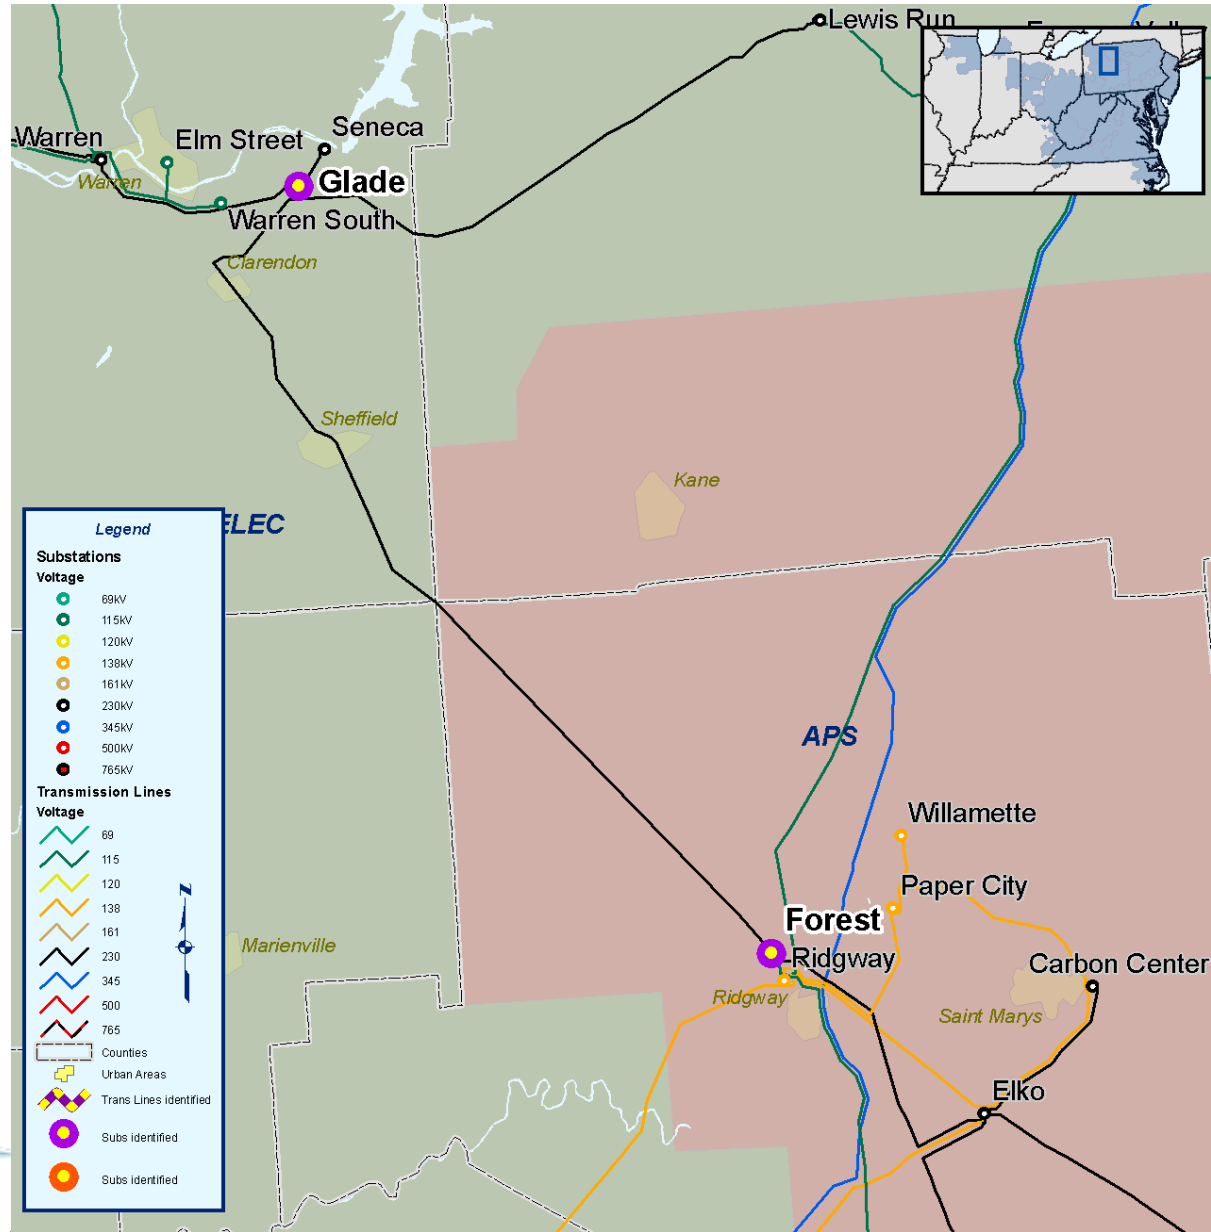 Lewis Run
Warren
Elm Street
Seneca
Warren
Glade
Warren South
Clarendon
Sheffield
Kane
ELEC
APS
Willamette
Paper City
Forest
Ridgway
Marienville
Ridgway
Carbon Center
Saint Marys
Elko
Legend
Substations
Voltage
69kV
115kV
120kV
138kV
161kV
230kV
345kV
500kV
765kV
Transmission Lines
Voltage
69
115
120
138
161
230
345
500
765
Counties
Urban Areas
Trans Lines identified
Subs identified
Subs identified
N